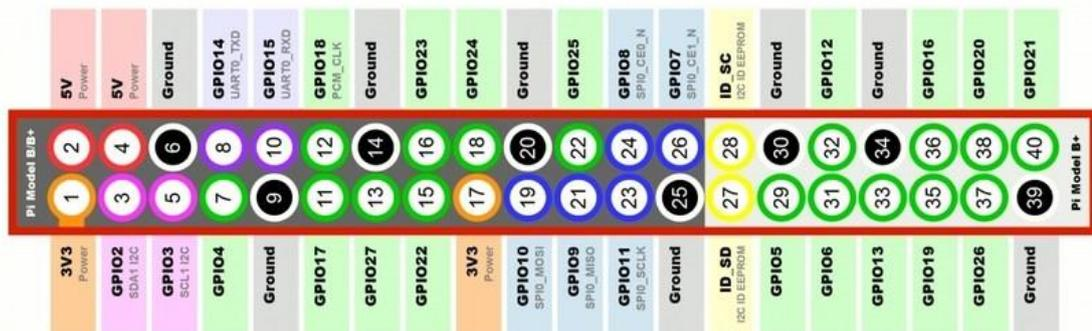 5V
Power
5V
Power
Ground
GPIO14
UART0_TXD
GPIO15
UART0_RXD
GPIO18
PCM_CLK
Ground
GPIO23
GPIO24
Ground
GPIO25
GPIO8
SPI0_CE0_N
GPIO7
SPI0_CE1_N
ID_SC
I2C ID EEPROM
Ground
GPIO12
Ground
GPIO16
GPIO20
GPIO21
Pi Model B/B+
2 4 6 8 10 12 14 16 18 20 22 24 26 28 30 32 34 36 38 40
1 3 5 7 9 11 13 15 17 19 21 23 25 27 29 31 33 35 37 39
Pi Model B+
3V3
Power
GPIO2
SDA1 I2C
GPIO3
SCL1 I2C
GPIO4
Ground
GPIO17
GPIO27
GPIO22
3V3
Power
GPIO10
SPI0_MOSI
GPIO9
SPI0_MISO
GPIO11
SPI0_SCLK
Ground
ID_SD
I2C ID EEPROM
GPIO5
GPIO6
GPIO13
GPIO19
GPIO26
Ground